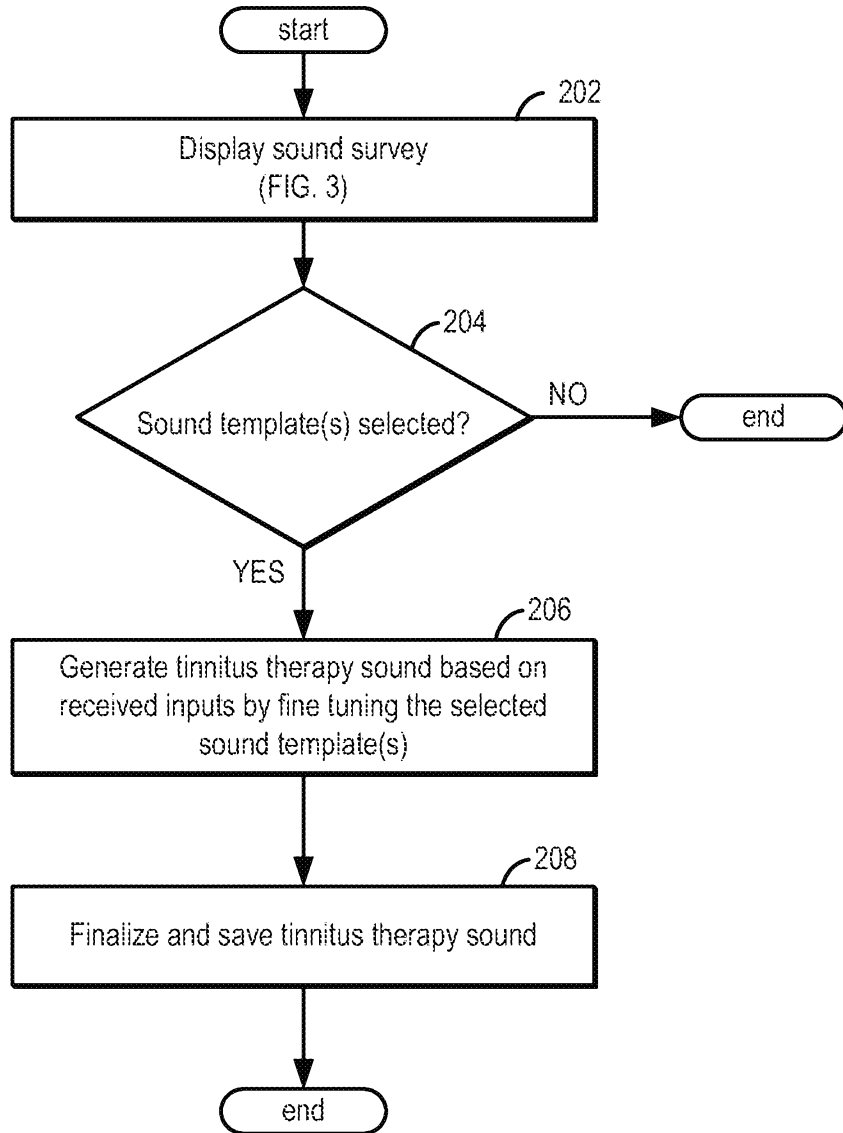 start
202
Display sound survey
(FIG. 3)
204
Sound template(s) selected?
NO
end
YES
206
Generate tinnitus therapy sound based on
received inputs by fine tuning the selected
sound template(s)
208
Finalize and save tinnitus therapy sound
end